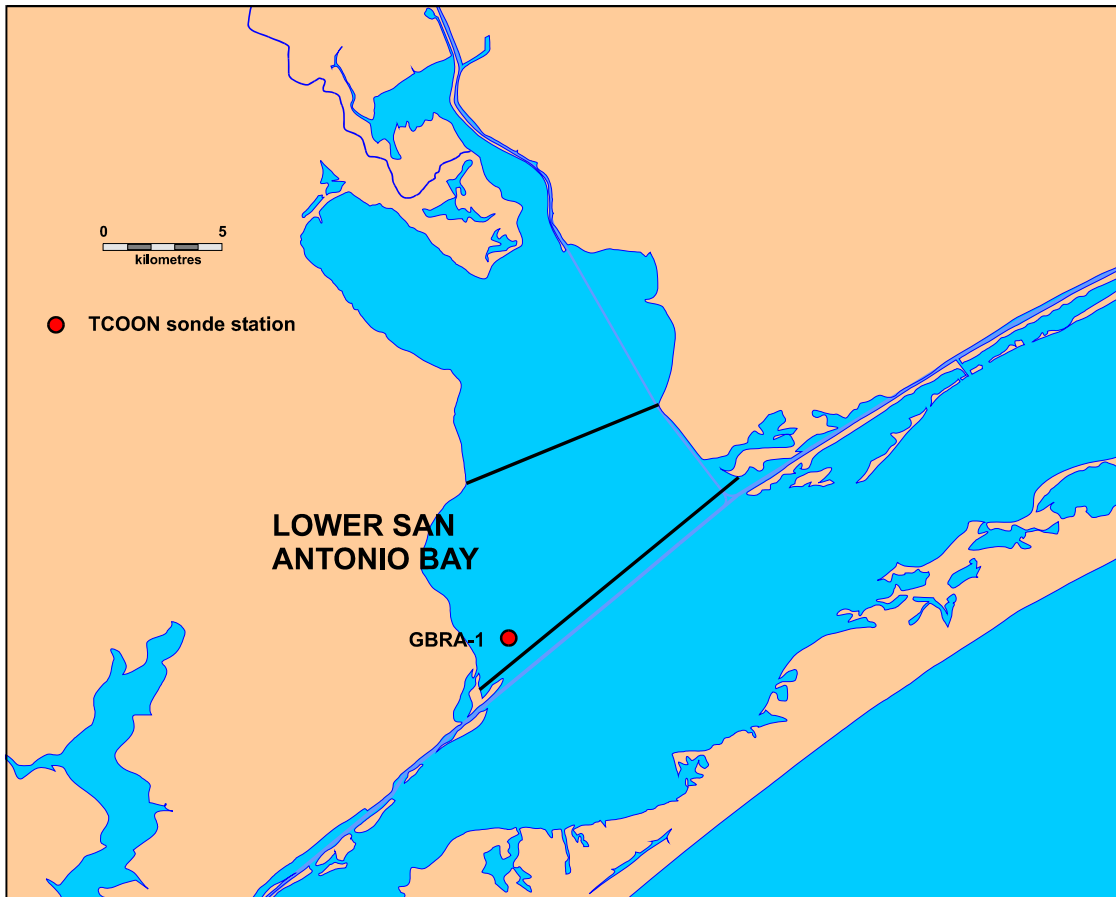 0 5
kilometres
TCOON sonde station
LOWER SAN
ANTONIO BAY
GBRA-1